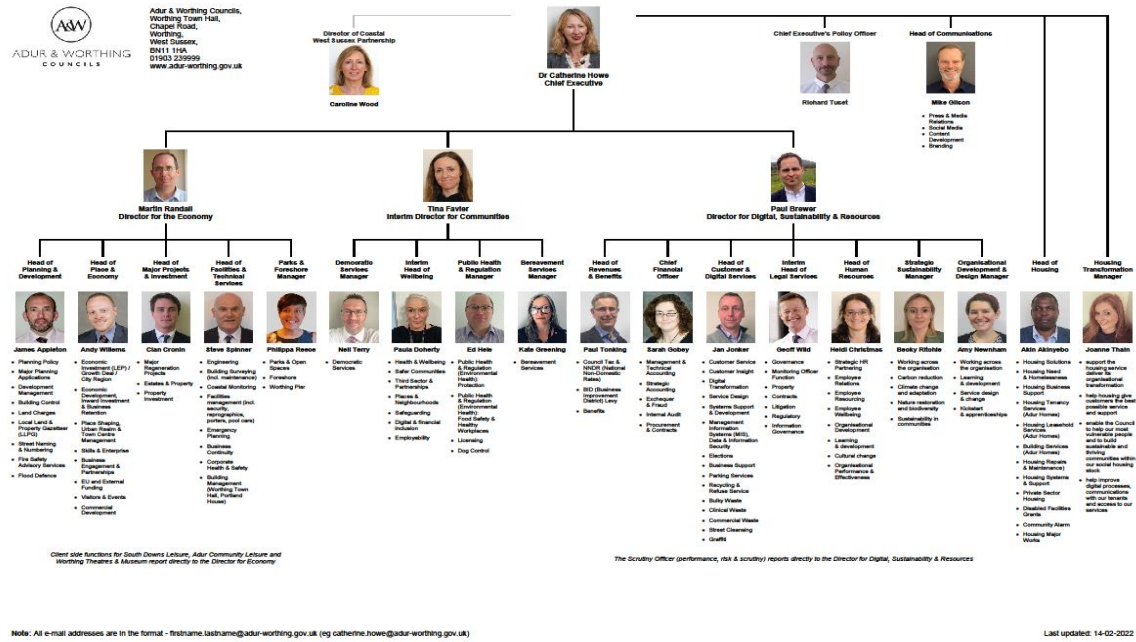 A&W
ADUR & WORTHING
COUNCILS
Adur & Worthing Councils,
Worthing Town Hall,
Chapel Road,
Worthing,
West Sussex,
BN11 1HA
01903 239999
www.adur-worthing.gov.uk
Director of Coastal
West Sussex Partnership
Caroline Wood
Dr Catherine Howe
Chief Executive
Chief Executive's Policy Officer
Richard Tuset
Head of Communications
Mike Gilson
• Press & Media
Relations
• Social Media
• Content
Development
• Branding
Martin Randall
Director for the Economy
Tina Favier
Interim Director for Communities
Paul Brewer
Director for Digital, Sustainability & Resources
Head of
Planning &
Development
James Appleton
• Planning Policy
• Major Planning
Applications
• Development
Management
• Building Control
• Land Charges
• Local Land &
Property Gazetteer
(LLPG)
• Street Naming
& Numbering
• Fire Safety
Advisory Services
• Flood Defence
Head of
Place &
Economy
Andy Willems
• Economic
Investment (LEP) /
Growth Deal /
City Region
• Economic
Development,
Inward Investment
& Business
Retention
• Place Shaping,
Urban Realm &
Town Centre
Management
• Skills & Enterprise
• Business
Engagement &
Partnerships
• EU and External
Funding
• Visitors & Events
• Commercial
Development
Head of
Major Projects
& Investment
Cian Cronin
• Major
Regeneration
Projects
• Estates & Property
• Property
Investment
Head of
Facilities &
Technical
Services
Steve Spinner
• Engineering
• Building Surveying
(incl. maintenance)
• Coastal Monitoring
• Facilities
management (incl.
security,
reprographics,
porters, pool cars)
• Emergency
Planning
• Business
Continuity
• Corporate
Health & Safety
• Building
Management
(Worthing Town
Hall, Portland
House)
Parks &
Foreshore
Manager
Philippa Reece
• Parks & Open
Spaces
• Foreshore
• Worthing Pier
Democratic
Services
Manager
Neil Terry
• Democratic
Services
Interim
Head of
Wellbeing
Paula Doherty
• Health & Wellbeing
• Safer Communities
• Third Sector &
Partnerships
• Places &
Neighbourhoods
• Safeguarding
• Digital & financial
inclusion
• Employability
Public Health
& Regulation
Manager
Ed Hele
• Public Health
& Regulation
(Environmental
Health):
Protection
• Public Health
& Regulation
(Environmental
Health):
Food Safety &
Healthy
Workplaces
• Licensing
• Dog Control
Bereavement
Services
Manager
Kate Greening
• Bereavement
Services
Head of
Revenues
& Benefits
Paul Tonking
• Council Tax &
NNDR (National
Non-Domestic
Rates)
• BID (Business
Improvement
District) Levy
• Benefits
Chief
Financial
Officer
Sarah Gobey
• Management &
Technical
Accounting
• Strategic
Accounting
• Exchequer
& Fraud
• Internal Audit
• Procurement
& Contracts
Head of
Customer &
Digital Services
Jan Jonker
• Customer Service
• Customer Insight
• Digital
Transformation
• Service Design
• Systems Support
& Development
• Management
Information
Systems (MIS),
Data & Information
Security
• Elections
• Business Support
• Parking Services
• Recycling &
Refuse Service
• Bulky Waste
• Clinical Waste
• Commercial Waste
• Street Cleansing
• Graffiti
Interim
Head of
Legal Services
Geoff Wild
• Governance
• Monitoring Officer
Function
• Property
• Contracts
• Litigation
• Regulatory
• Information
Governance
Head of
Human
Resources
Heidi Christmas
• Strategic HR
Partnering
• Employee
Relations
• Employee
Resourcing
• Employee
Wellbeing
• Organisational
Development
• Learning
& development
• Cultural change
• Organisational
Performance &
Effectiveness
Strategic
Sustainability
Manager
Becky Ritchie
• Working across
the organisation
• Carbon reduction
• Climate change
and adaptation
• Nature restoration
and biodiversity
• Sustainability in
communities
Organisational
Development &
Design Manager
Amy Newnham
• Working across
the organisation
• Learning
& development
• Service design
& change
• Kickstart
& apprenticeships
Head of
Housing
Akin Akinyebo
• Housing Solutions
• Housing Need
& Homelessness
• Housing Business
Support
• Housing Tenancy
Services
(Adur Homes)
• Housing Leasehold
Services
(Adur Homes)
• Building Services
(Adur Homes)
• Housing Repairs
& Maintenance)
• Housing Systems
& Support
• Private Sector
Housing
• Disabled Facilities
Grants
• Community Alarm
• Housing Major
Works
Housing
Transformation
Manager
Joanne Thain
• support the
housing service
deliver its
organisational
transformation
• help housing give
customers the best
possible service
and support
• enable the Council
to help our most
vulnerable people
and to build
sustainable and
thriving
communities within
our social housing
stock
• help improve
digital processes,
communications
with our tenants
and access to our
services
Client side functions for South Downs Leisure, Adur Community Leisure and
Worthing Theatres & Museum report directly to the Director for Economy
The Scrutiny Officer (performance, risk & scrutiny) reports directly to the Director for Digital, Sustainability & Resources
Note: All e-mail addresses are in the format - firstname.lastname@adur-worthing.gov.uk (eg catherine.howe@adur-worthing.gov.uk)
Last updated: 14-02-2022